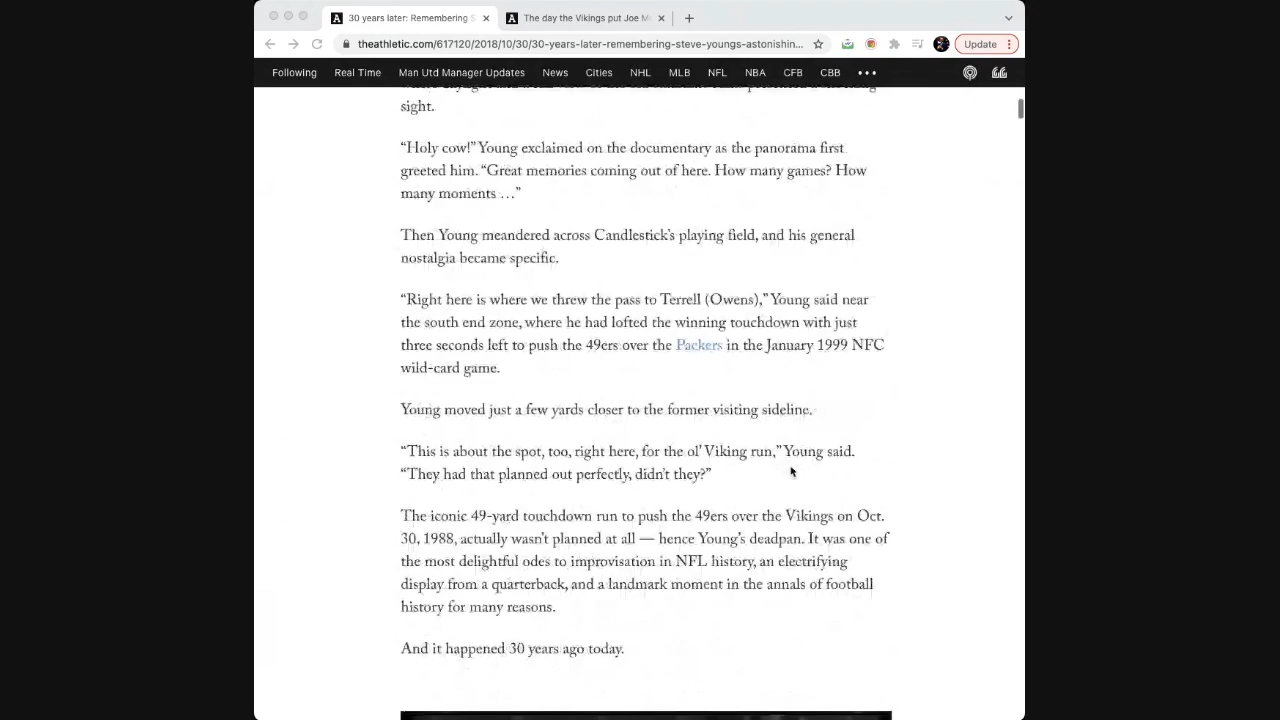 30 years later: Remembering S
The day the Vikings put Joe M
theathletic.com/617120/2018/10/30/30-years-later-remembering-steve-youngs-astonishin...
Update
Following Real Time Man Utd Manager Updates News Cities NHL MLB NFL NBA CFB CBB
sight.
“Holy cow!” Young exclaimed on the documentary as the panorama first
greeted him. “Great memories coming out of here. How many games? How
many moments …”
Then Young meandered across Candlestick’s playing field, and his general
nostalgia became specific.
“Right here is where we threw the pass to Terrell (Owens),” Young said near
the south end zone, where he had lofted the winning touchdown with just
three seconds left to push the 49ers over the Packers in the January 1999 NFC
wild-card game.
Young moved just a few yards closer to the former visiting sideline.
“This is about the spot, too, right here, for the ol’ Viking run,” Young said.
“They had that planned out perfectly, didn’t they?”
The iconic 49-yard touchdown run to push the 49ers over the Vikings on Oct.
30, 1988, actually wasn’t planned at all — hence Young’s deadpan. It was one of
the most delightful odes to improvisation in NFL history, an electrifying
display from a quarterback, and a landmark moment in the annals of football
history for many reasons.
And it happened 30 years ago today.